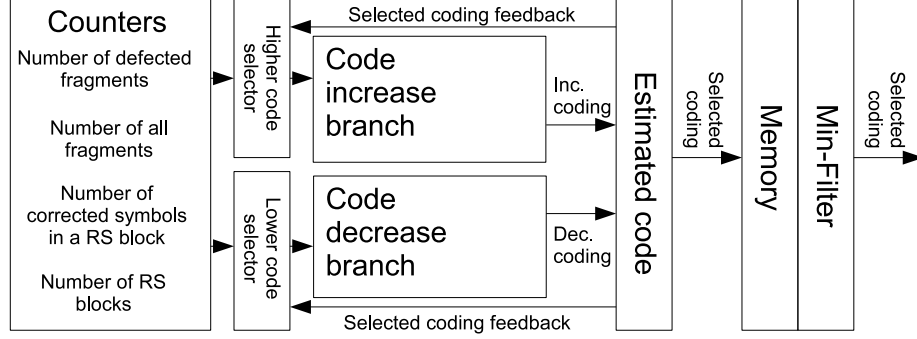 Counters
Number of defected
fragments
Number of all
fragments
Number of
corrected symbols
in a RS block
Number of RS
blocks
Higher code
selector
Lower code
selector
Selected coding feedback
Code
increase
branch
Inc.
coding
Code
decrease
branch
Dec.
coding
Selected coding feedback
Estimated code
Selected
coding
Memory
Min-Filter
Selected
coding